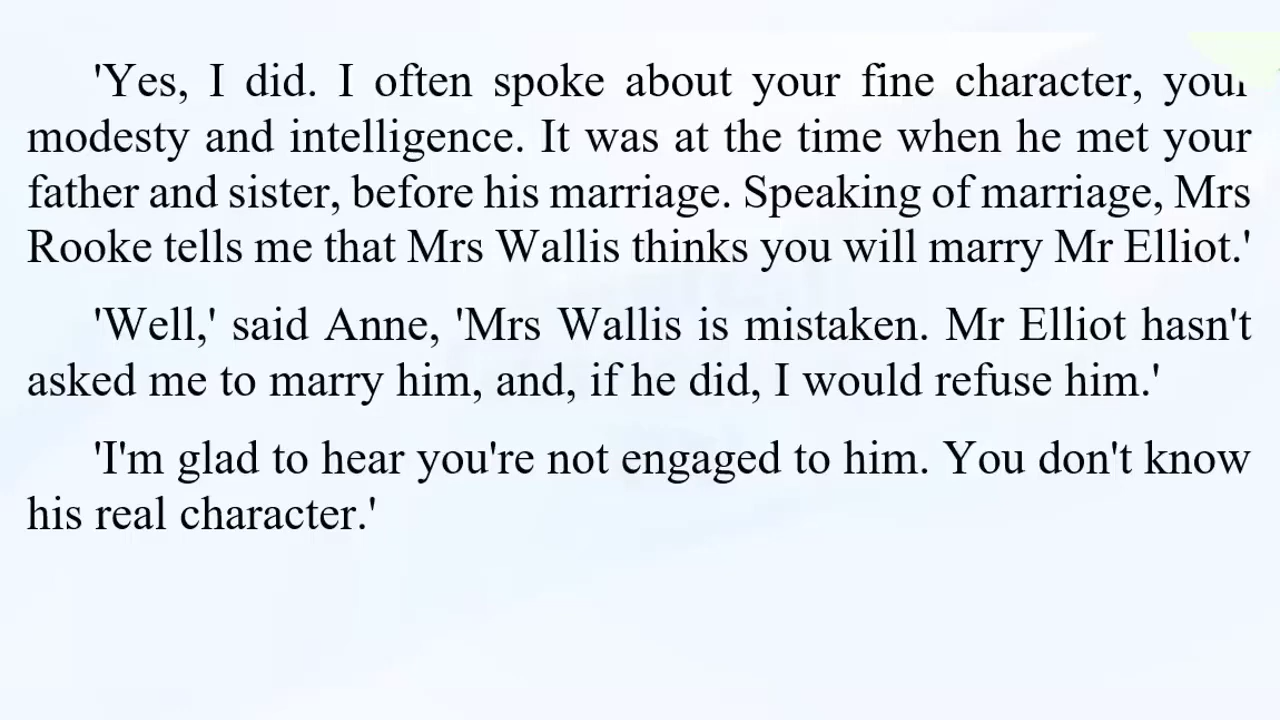 'Yes, I did. I often spoke about your fine character, your
modesty and intelligence. It was at the time when he met your
father and sister, before his marriage. Speaking of marriage, Mrs
Rooke tells me that Mrs Wallis thinks you will marry Mr Elliot.'
'Well,' said Anne, 'Mrs Wallis is mistaken. Mr Elliot hasn't
asked me to marry him, and, if he did, I would refuse him.'
'I'm glad to hear you're not engaged to him. You don't know
his real character.'